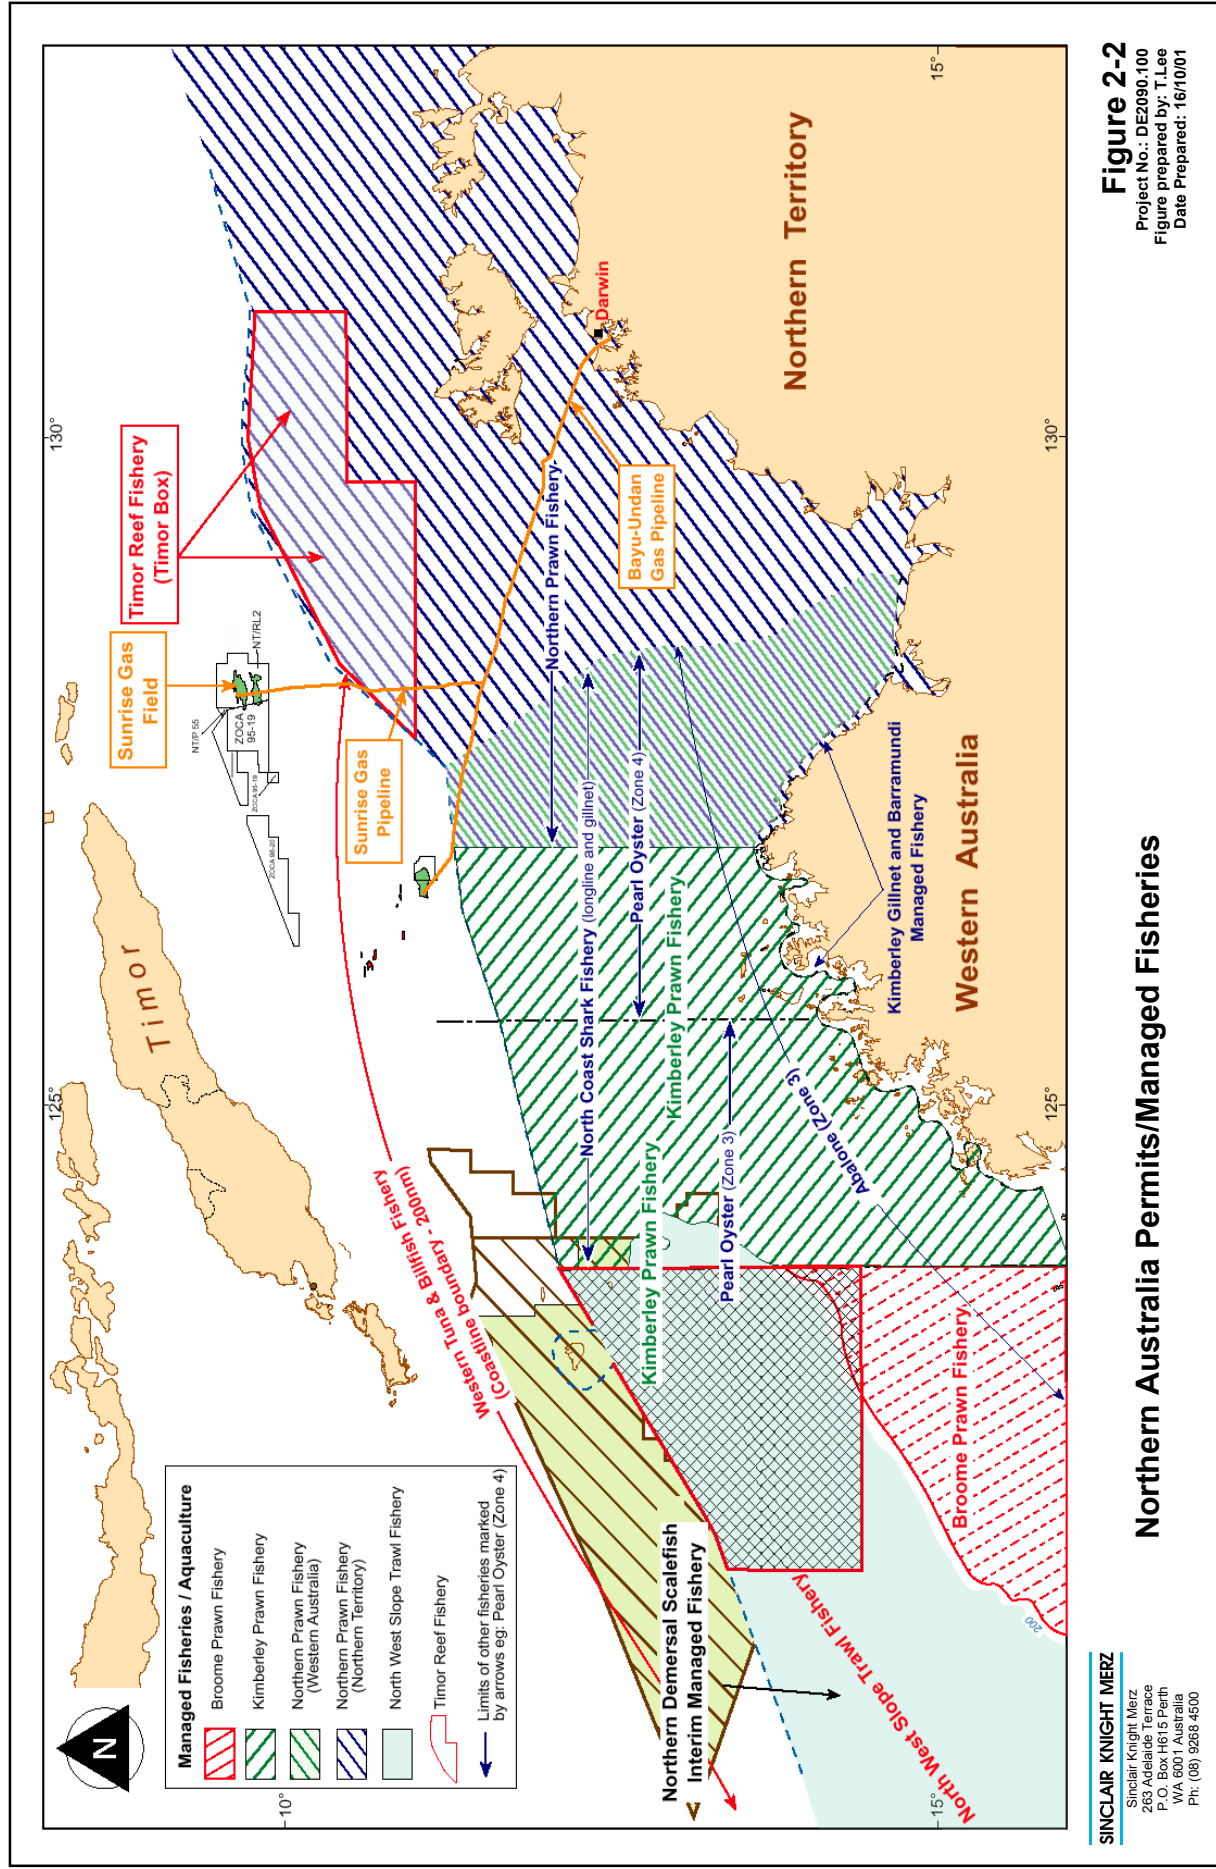 Timor
Sunrise Gas
Field
Timor Reef Fishery
(Timor Box)
NT/P 55
ZOCA
95-19
NT/RL2
ZOCA 95-19
Sunrise Gas
Pipeline
Western Tuna & Billfish Fishery
(Coastline boundary - 200nm)
Northern Prawn Fishery
Bayu-Undan
Gas Pipeline
Darwin
Northern Territory
North Coast Shark Fishery (longline and gillnet)
Pearl Oyster (Zone 4)
Kimberley Prawn Fishery
Kimberley Prawn Fishery
Pearl Oyster (Zone 3)
Abalone (Zone 3)
Kimberley Gillnet and Barramundi
Managed Fishery
Western Australia
Broome Prawn Fishery
Northern Demersal Scalefish
Interim Managed Fishery
North West Slope Trawl Fishery
200
125°
130°
10°
15°
125°
130°
15°
N
Managed Fisheries / Aquaculture
Broome Prawn Fishery
Kimberley Prawn Fishery
Northern Prawn Fishery
(Western Australia)
Northern Prawn Fishery
(Northern Territory)
North West Slope Trawl Fishery
Timor Reef Fishery
Limits of other fisheries marked
by arrows eg: Pearl Oyster (Zone 4)
SINCLAIR KNIGHT MERZ
Sinclair Knight Merz
263 Adelaide Terrace
P.O. Box H615 Perth
WA 6001 Australia
Ph: (08) 9268 4500
Northern Australia Permits/Managed Fisheries
Figure 2-2
Project No.: DE2090.100
Figure prepared by: T.Lee
Date Prepared: 16/10/01